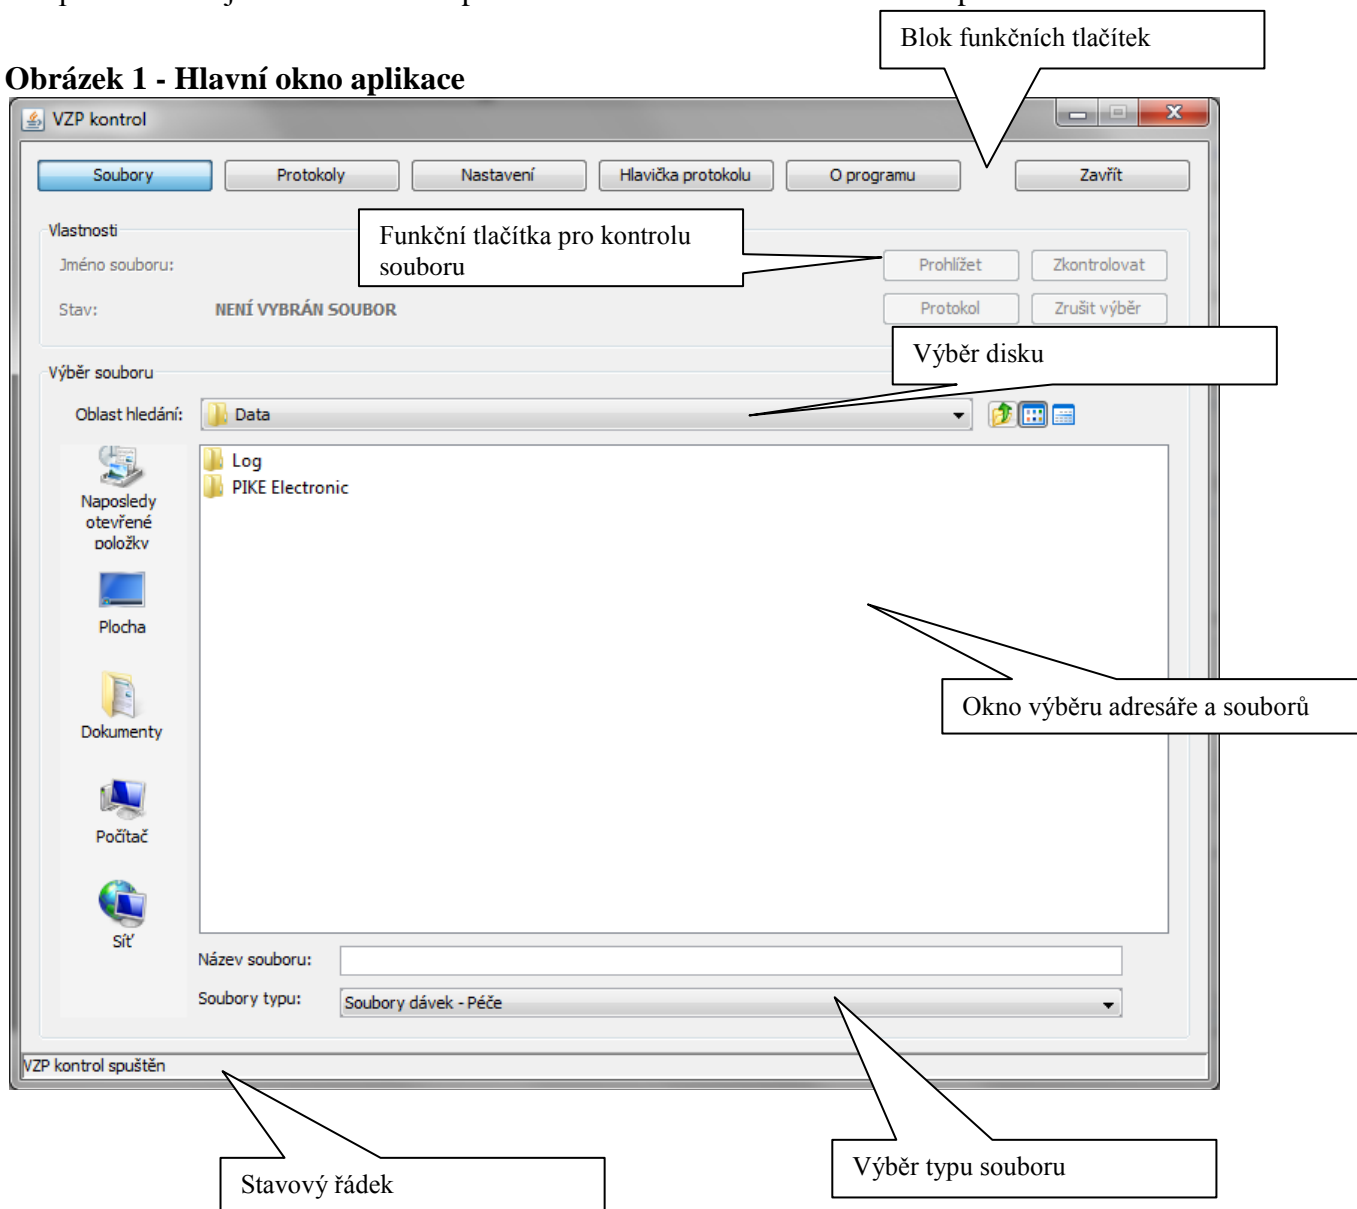 Blok funkčních tlačítek
Obrázek 1 - Hlavní okno aplikace
VZP kontrol
Soubory
Protokoly
Nastavení
Hlavička protokolu
O programu
Zavřít
Vlastnosti
Funkční tlačítka pro kontrolu
souboru
Jméno souboru:
Prohlížet
Zkontrolovat
Stav:
NENÍ VYBRÁN SOUBOR
Protokol
Zrušit výběr
Výběr disku
Výběr souboru
Oblast hledání:
Data
Log
PIKE Electronic
Naposledy
otevřené
položky
Plocha
Dokumenty
Počítač
Síť
Okno výběru adresáře a souborů
Název souboru:
Soubory typu:
Soubory dávek - Péče
VZP kontrol spuštěn
Výběr typu souboru
Stavový řádek